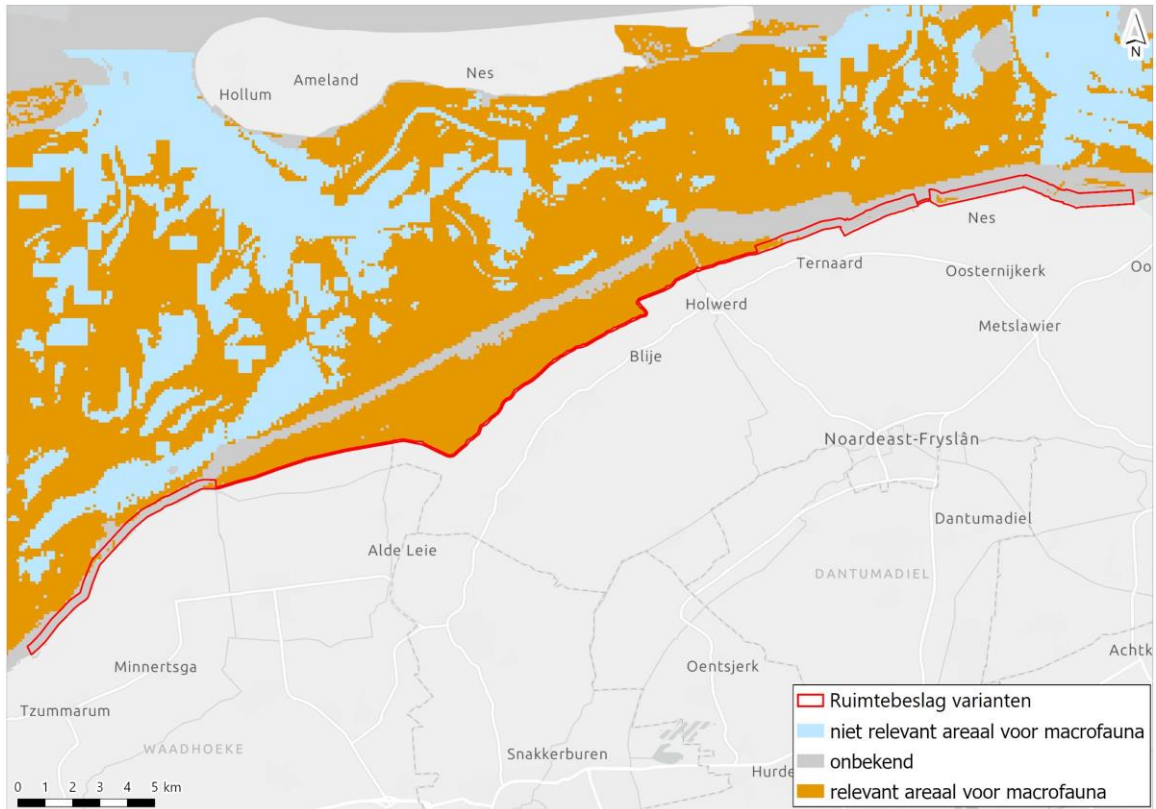 N
Ameland
Nes
Hollum
Nes
Ternaard
Oosternijkerk
Oo
Holwerd
Metslawier
Blije
Noardeast-Fryslân
Dantumadiel
Alde Leie
DANTUMADIEL
Minnertsga
Oentsjerk
Achtk
Tzummarum
WAADHOEKE
Snakkerburen
Hurde
Ruimtebeslag varianten
niet relevant areaal voor macrofauna
onbekend
relevant areaal voor macrofauna
0 1 2 3 4 5 km